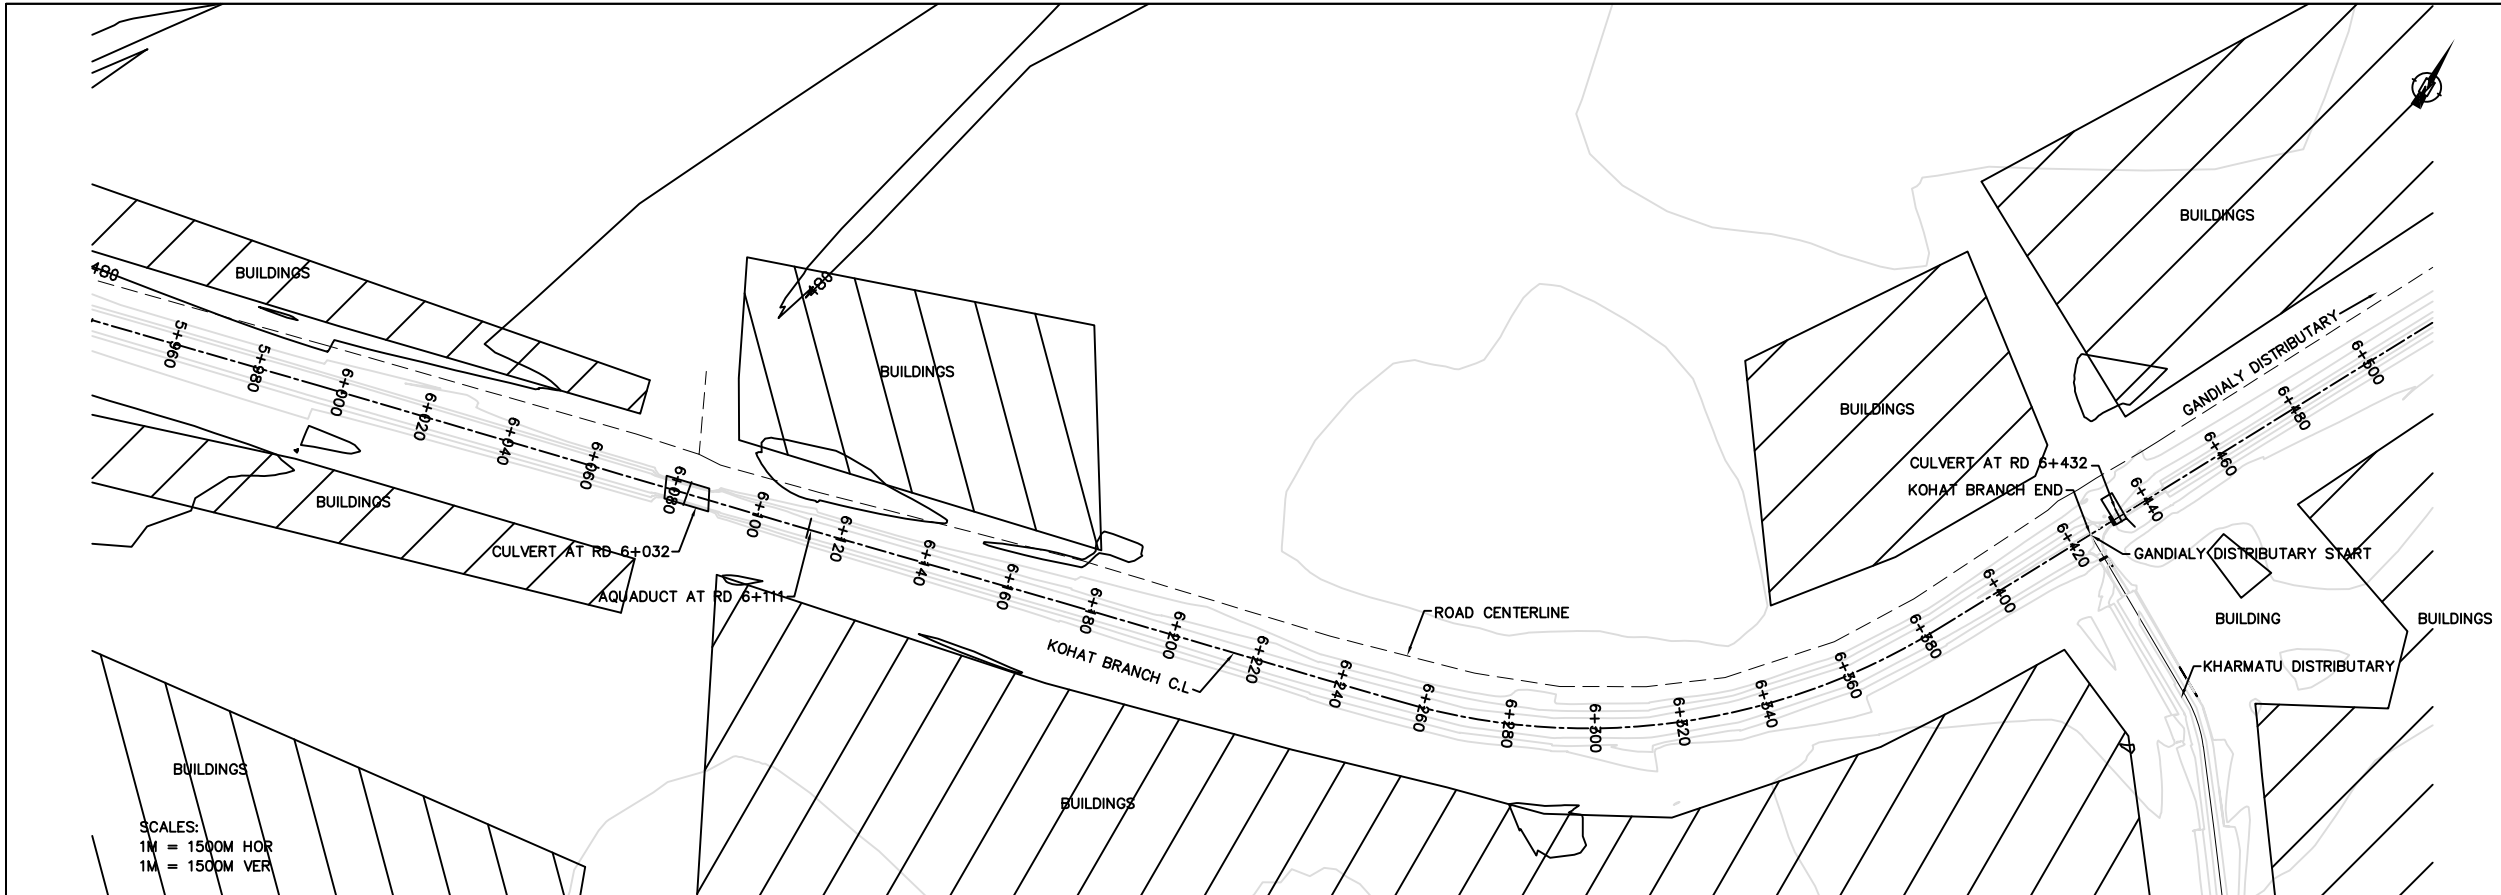 BUILDINGS
480
BUILDINGS
480
BUILDINGS
BUILDINGS
GANDIALY DISTRIBUTARY
5+960
5+980
6+000
6+020
6+040
6+060
6+080
6+100
6+120
6+140
6+160
6+180
6+200
6+220
6+240
6+260
6+280
6+300
6+320
6+340
6+360
6+380
6+400
6+420
6+440
6+460
6+480
6+500
CULVERT AT RD 6+432
KOHAT BRANCH END
BUILDINGS
CULVERT AT RD 6+032
AQUADUCT AT RD 6+111
GANDIALY DISTRIBUTARY START
ROAD CENTERLINE
BUILDING
BUILDINGS
KOHAT BRANCH C.L
KHARMATU DISTRIBUTARY
BUILDINGS
BUILDINGS
SCALES:
1M = 1500M HOR
1M = 1500M VER